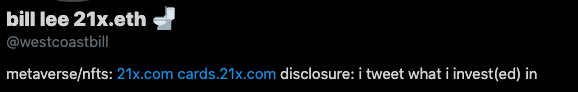 bill lee 21x.eth 🚽
@westcoastbill
metaverse/nfts: 21x.com cards.21x.com disclosure: i tweet what i invest(ed) in